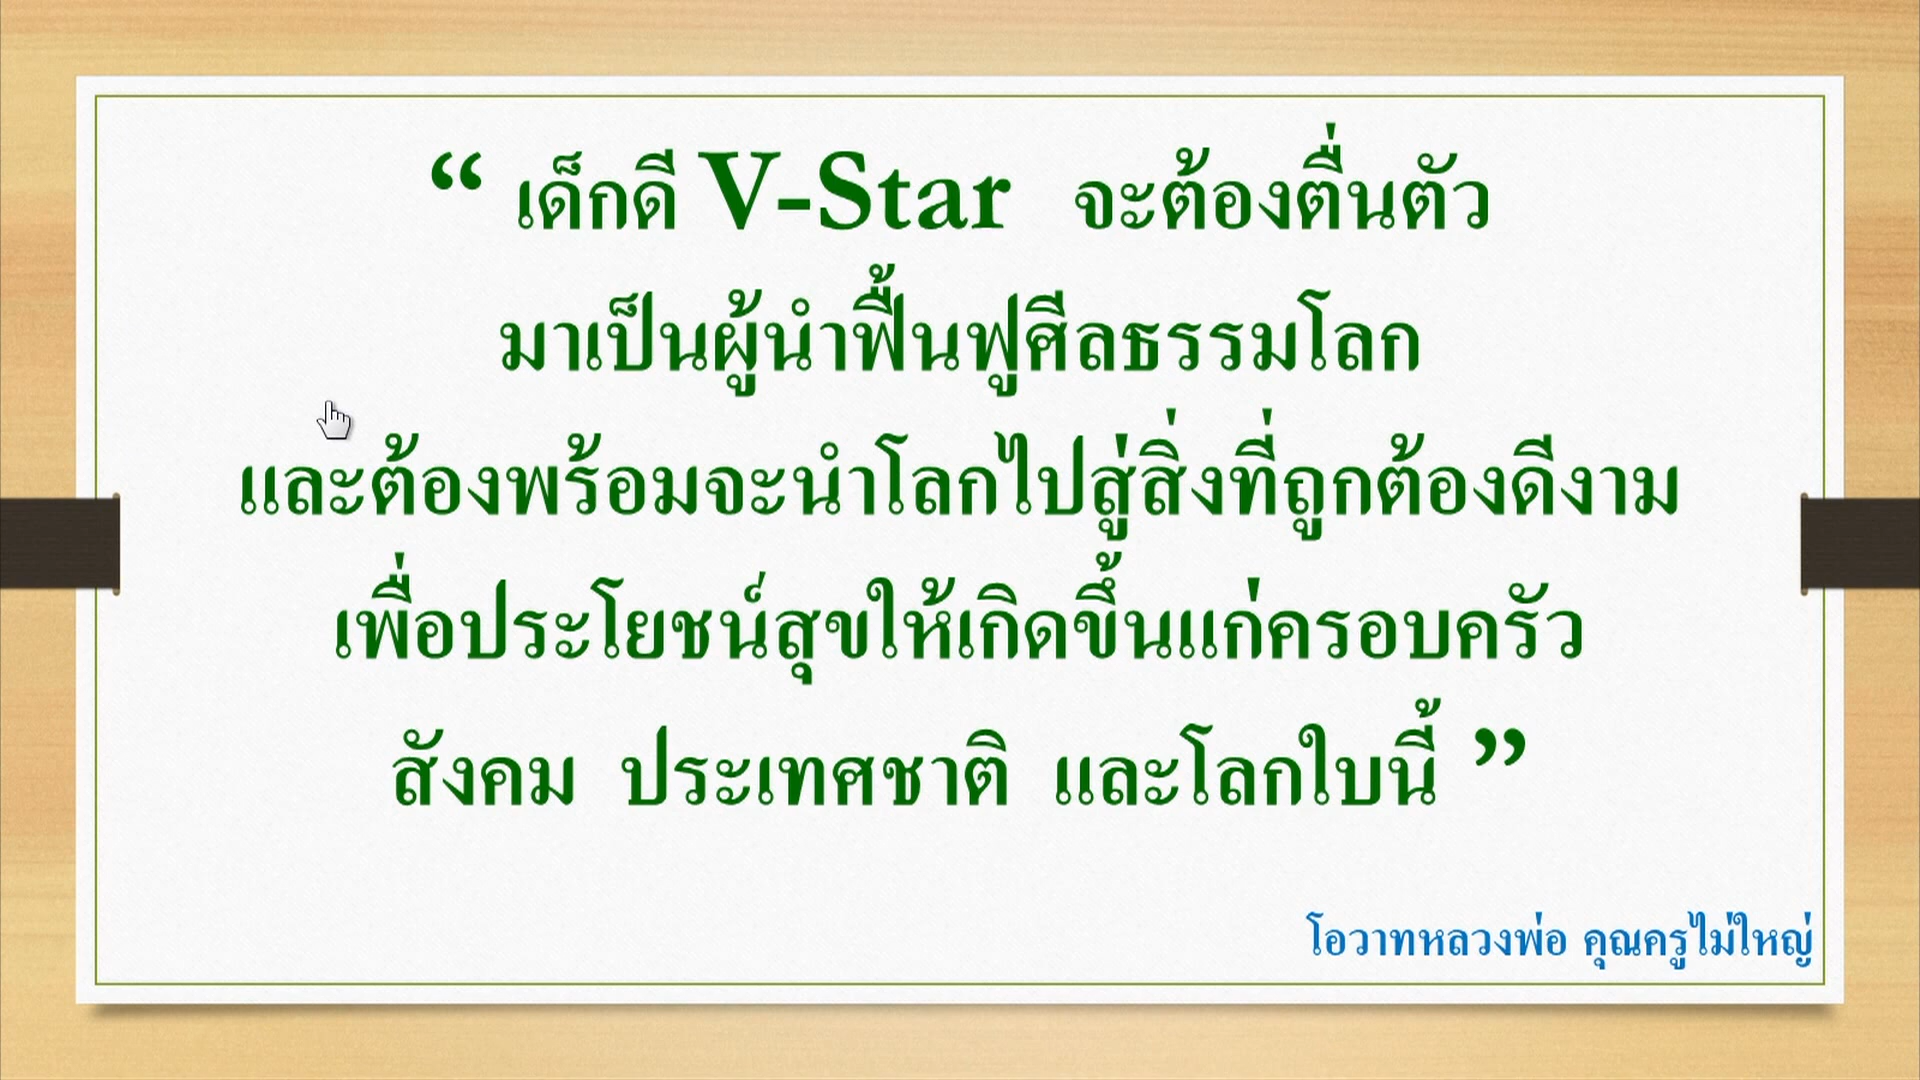 “ เด็กดี V-Star จะต้องตื่นตัว
มาเป็นผู้นำฟื้นฟูศีลธรรมโลก
และต้องพร้อมจะนำโลกไปสู่สิ่งที่ถูกต้องดีงาม
เพื่อประโยชน์สุขให้เกิดขึ้นแก่ครอบครัว
สังคม ประเทศชาติ และโลกใบนี้ ”
โอวาทหลวงพ่อ คุณครูไม่ใหญ่